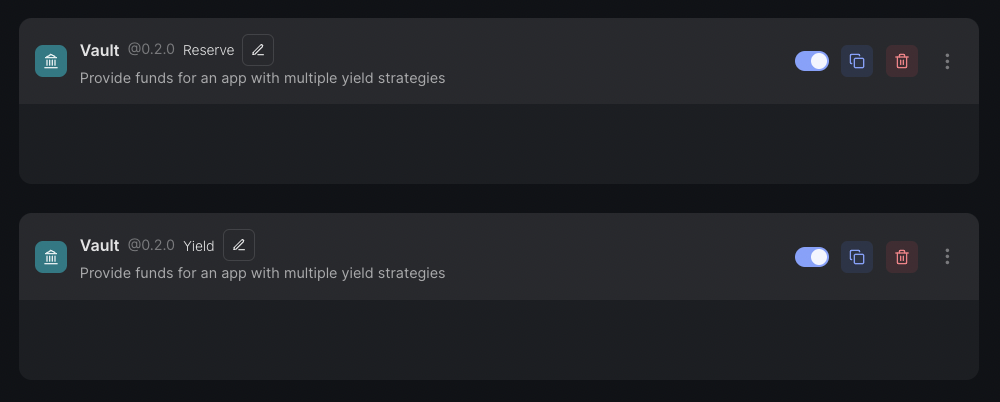 Vault @0.2.0 Reserve
Provide funds for an app with multiple yield strategies
Vault @0.2.0 Yield
Provide funds for an app with multiple yield strategies